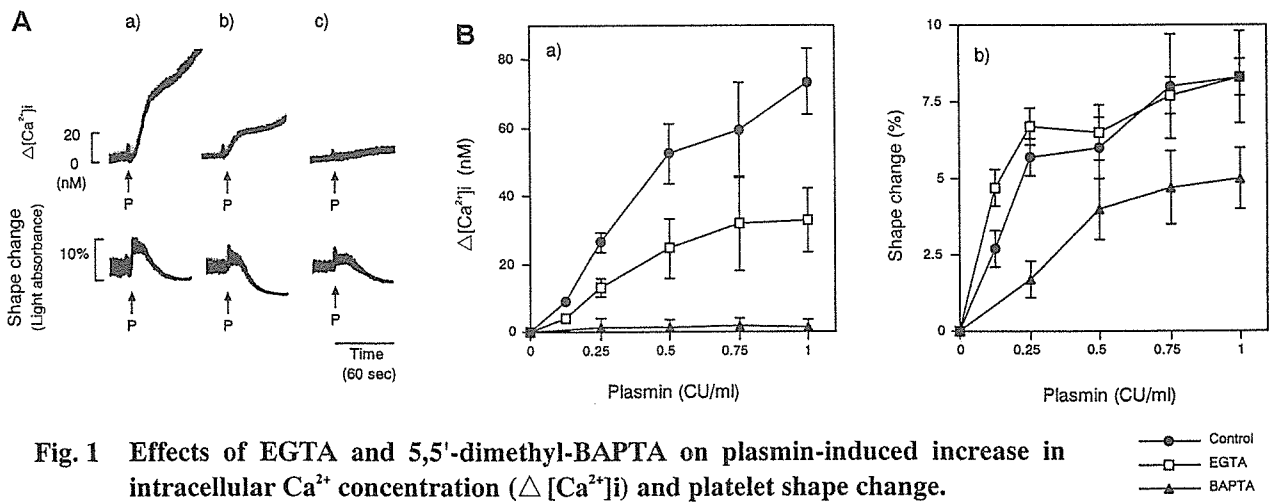 A
a)
b)
c)
△[Ca²⁺]i
20
0
(nM)
P
P
P
Shape change
(Light absorbance)
10%
P
P
P
Time
(60 sec)
B
a)
△[Ca²⁺]i (nM)
80
60
40
20
0
0
0.25
0.5
0.75
1
Plasmin (CU/ml)
b)
Shape change (%)
10
7.5
5
2.5
0
0
0.25
0.5
0.75
1
Plasmin (CU/ml)
Fig. 1 Effects of EGTA and 5,5'-dimethyl-BAPTA on plasmin-induced increase in
intracellular Ca²⁺ concentration (△ [Ca²⁺]i) and platelet shape change.
Control
EGTA
BAPTA